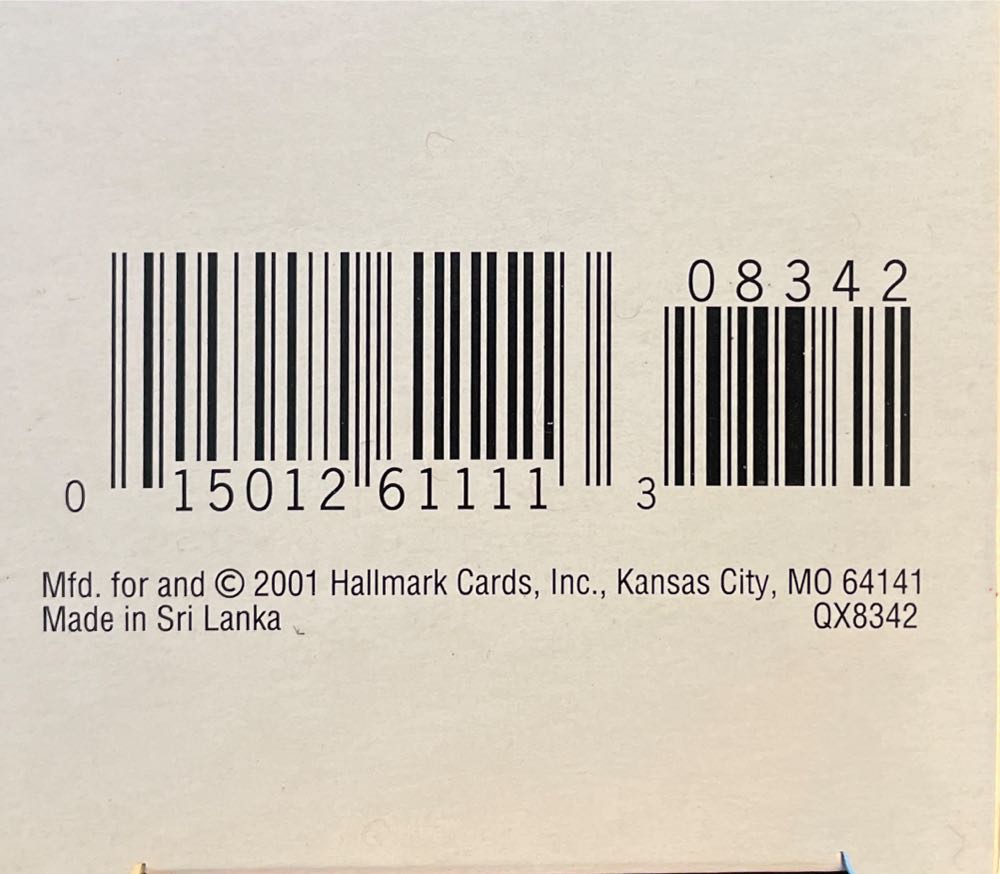 08342
0 15012 61111 3
Mfd. for and © 2001 Hallmark Cards, Inc., Kansas City, MO 64141
Made in Sri Lanka QX8342